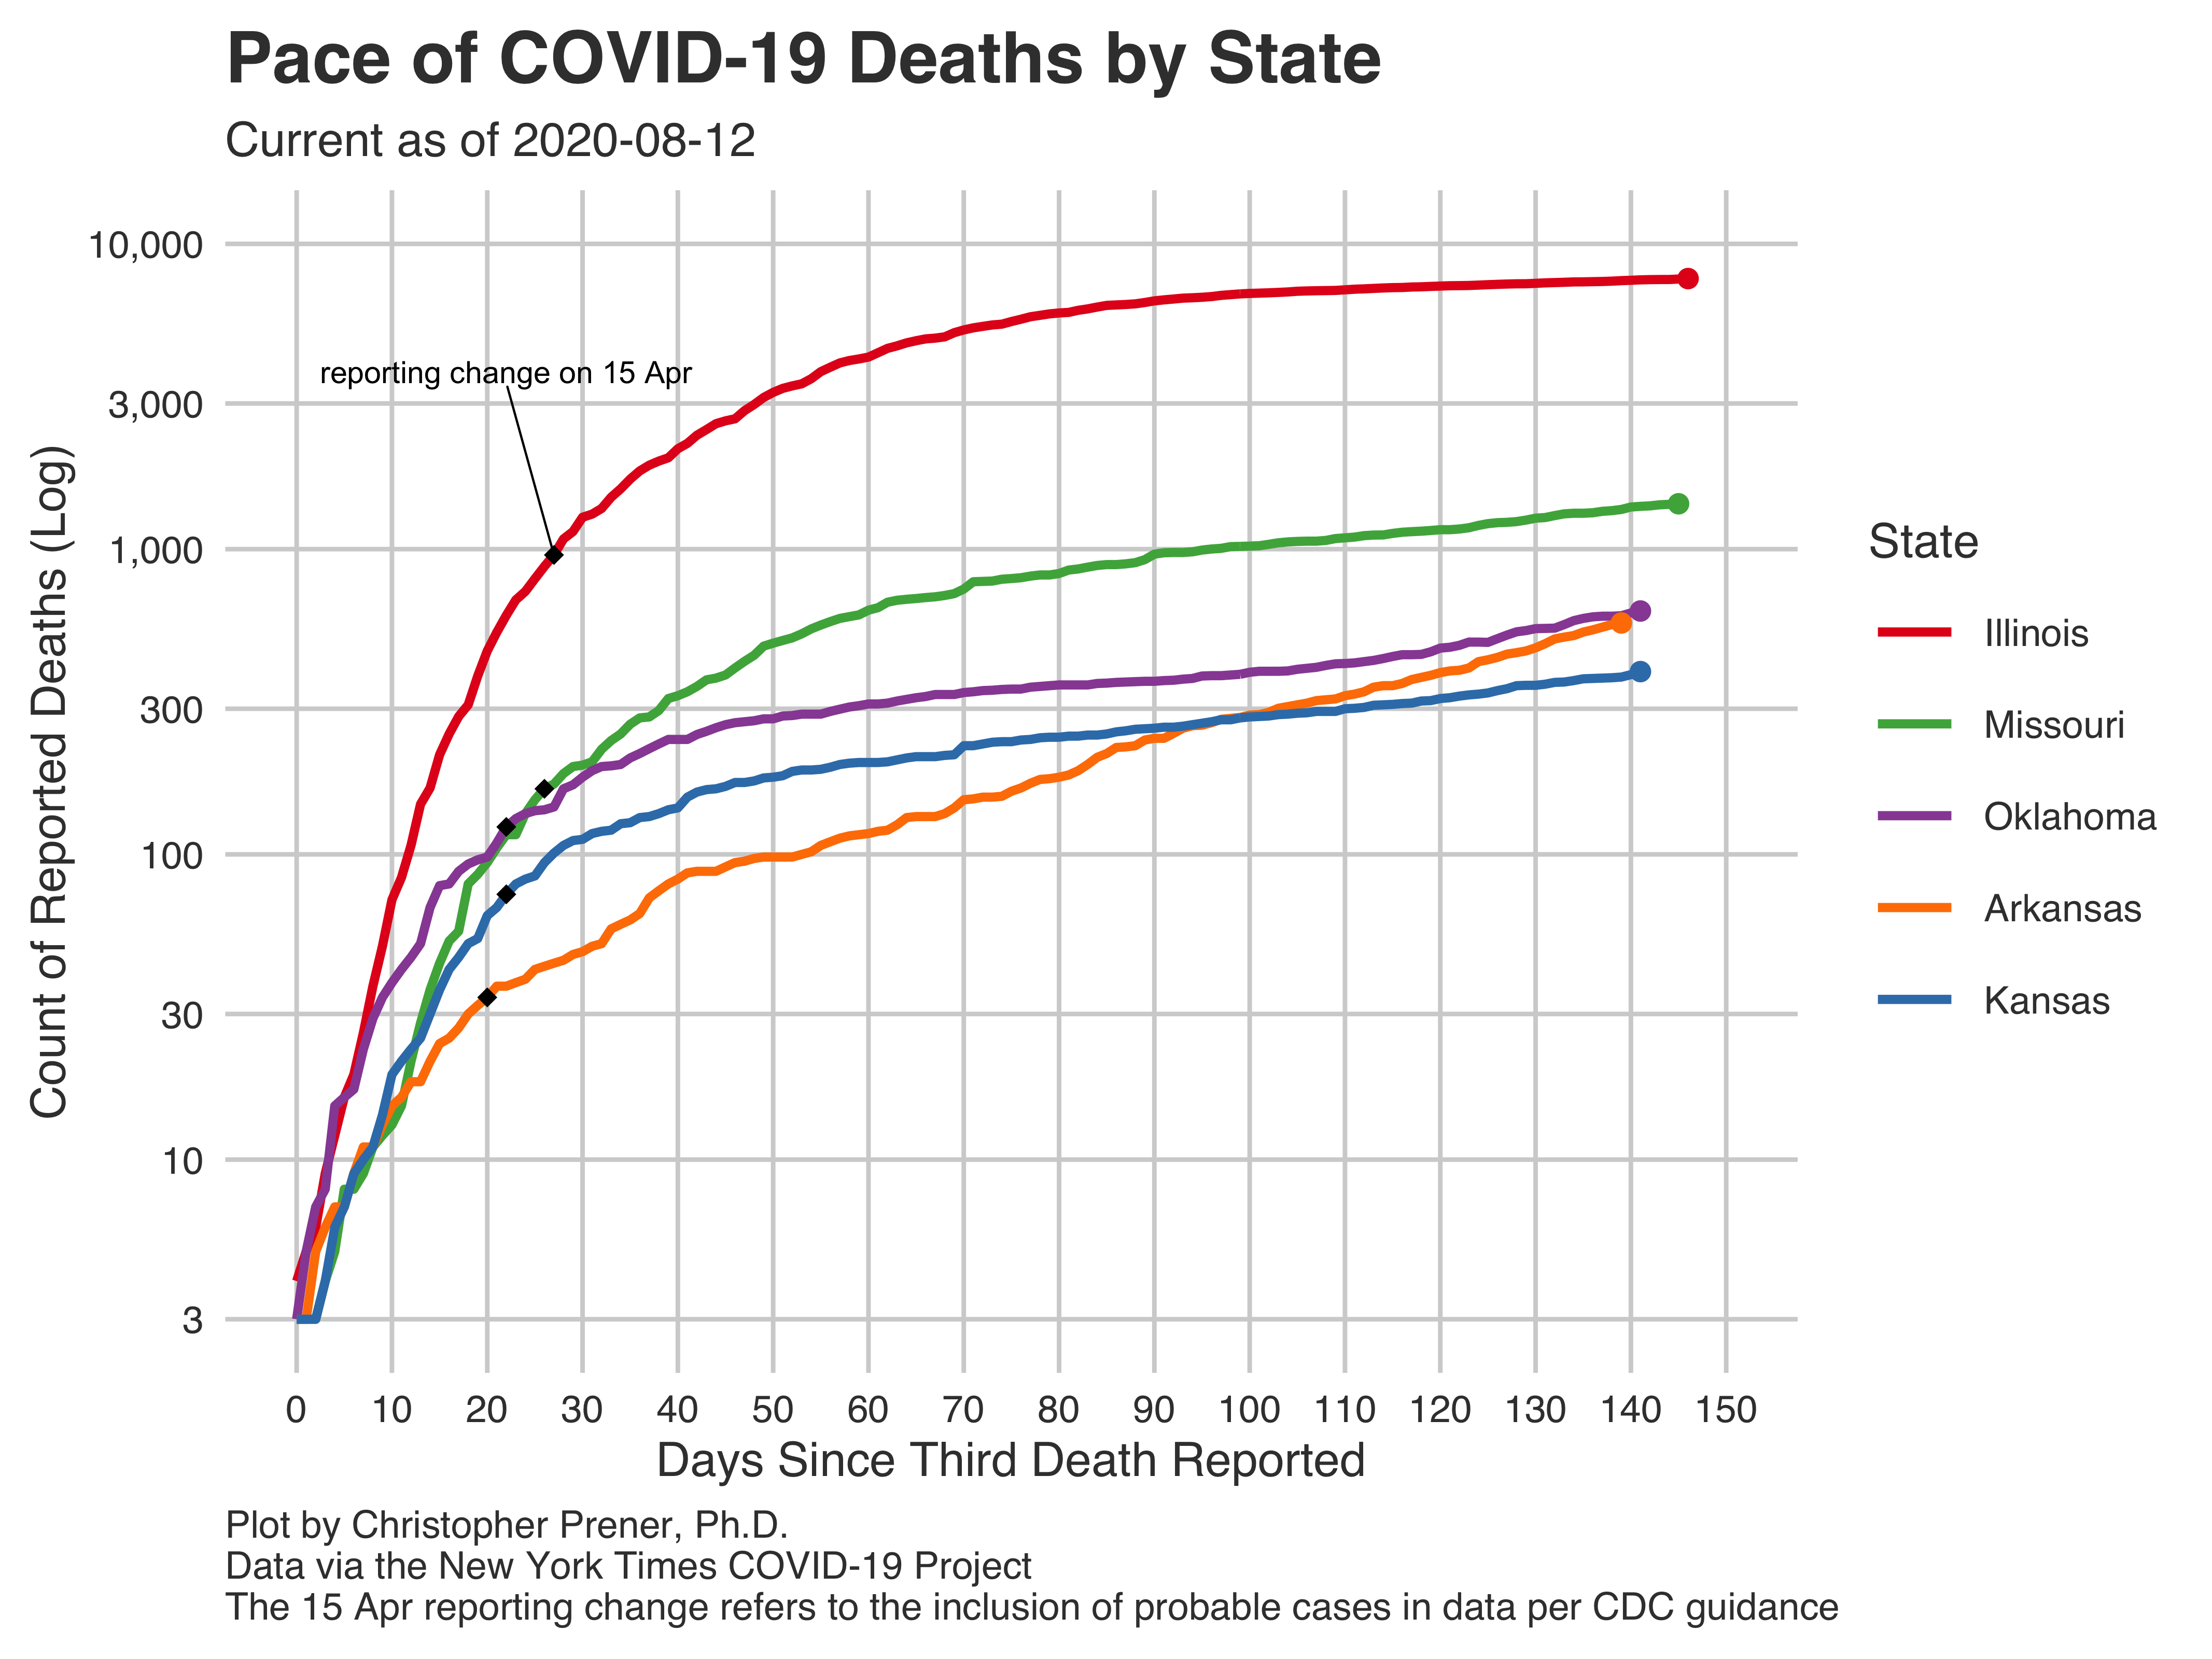 Pace of COVID-19 Deaths by State
Current as of 2020-08-12
10,000
3,000
1,000
300
100
30
10
3
Count of Reported Deaths (Log)
reporting change on 15 Apr
State
Illinois
Missouri
Oklahoma
Arkansas
Kansas
0 10 20 30 40 50 60 70 80 90 100 110 120 130 140 150
Days Since Third Death Reported
Plot by Christopher Prener, Ph.D.
Data via the New York Times COVID-19 Project
The 15 Apr reporting change refers to the inclusion of probable cases in data per CDC guidance